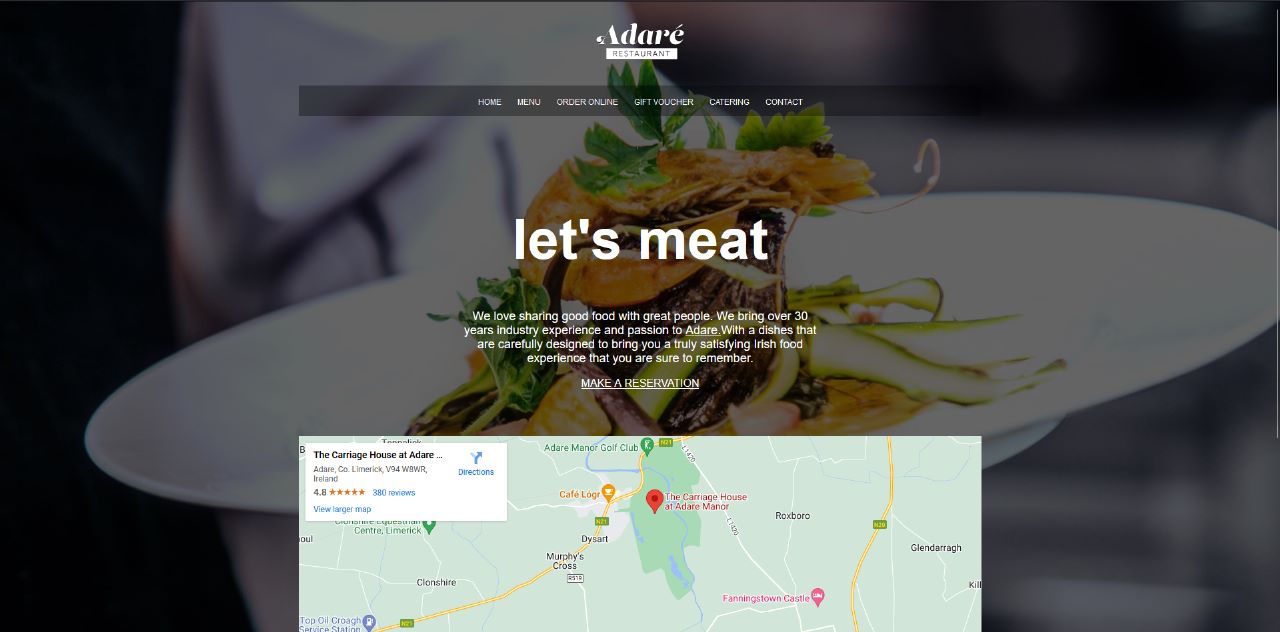 Adaré
RESTAURANT
HOME MENU ORDER ONLINE GIFT VOUCHER CATERING CONTACT
let's meat
We love sharing good food with great people. We bring over 30
years industry experience and passion to Adare.With a dishes that
are carefully designed to bring you a truly satisfying Irish food
experience that you are sure to remember.
MAKE A RESERVATION
The Carriage House at Adare ...
Adare, Co. Limerick, V94 W8WR,
Ireland
4.8 380 reviews
View larger map
Directions
Adare Manor Golf Club
N21
L1420
Café Lógr
The Carriage House
at Adare Manor
N21
L1420
Roxboro
N20
Clonshire Equestrian
Centre, Limerick
Dysart
Glendarragh
Murphy's
Cross
R519
Clonshire
Kil
Fanningstown Castle
Top Oil Croagh
Service Station
N21